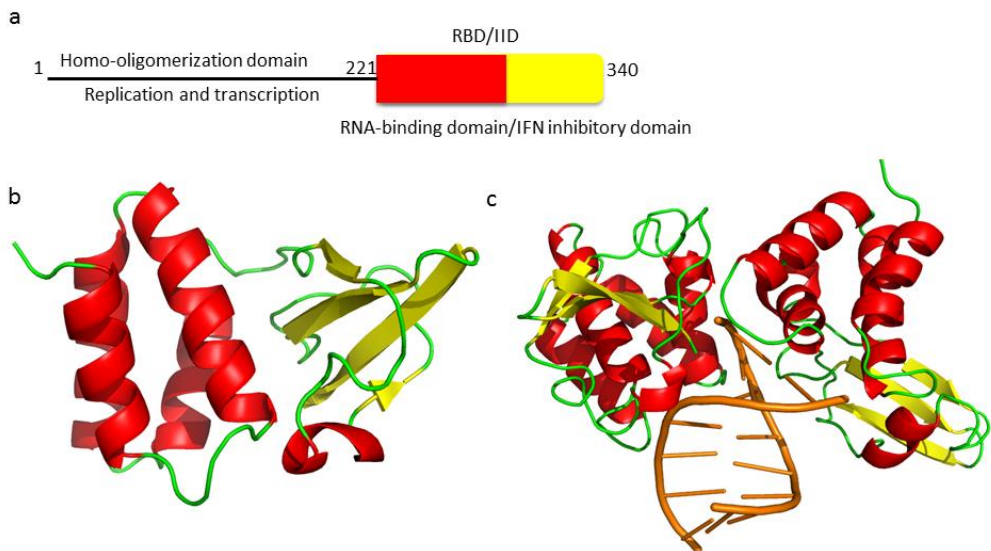 a
RBD/IID
1 Homo-oligomerization domain 221 340
Replication and transcription
RNA-binding domain/IFN inhibitory domain
b
c